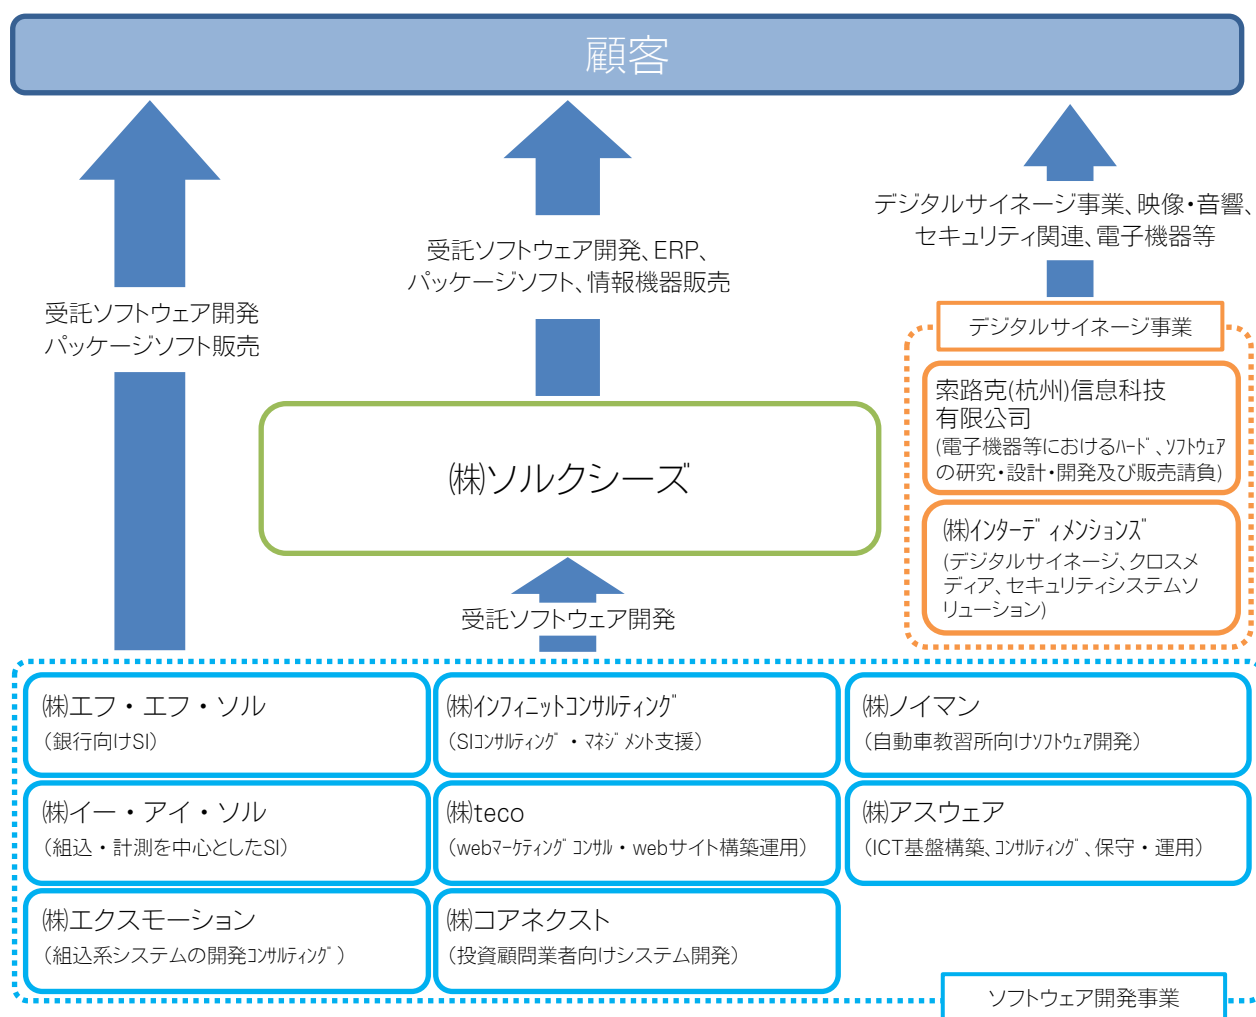 顧客
受託ソフトウェア開発
パッケージソフト販売
受託ソフトウェア開発、ERP、
パッケージソフト、情報機器販売
デジタルサイネージ事業、映像・音響、
セキュリティ関連、電子機器等
デジタルサイネージ事業
索路克(杭州)信息科技
有限公司
(電子機器等におけるﾊｰﾄﾞ、ｿﾌﾄｳｪｱ
の研究・設計・開発及び販売請負)
㈱ｲﾝﾀｰﾃﾞｨﾒﾝｼｮﾝｽﾞ
(デジタルサイネージ、クロスメ
ディア、セキュリティシステムソ
リューション)
㈱ソルクシーズ
受託ソフトウェア開発
㈱エフ・エフ・ソル
(銀行向けSI)
㈱ｲﾝﾌｨﾆｯﾄｺﾝｻﾙﾃｨﾝｸﾞ
(SIｺﾝｻﾙﾃｨﾝｸﾞ・ﾏﾈｼﾞﾒﾝﾄ支援)
㈱ノイマン
(自動車教習所向けｿﾌﾄｳｪｱ開発)
㈱イー・アイ・ソル
(組込・計測を中心としたSI)
㈱teco
(webﾏｰｹﾃｨﾝｸﾞｺﾝｻﾙ・webサイト構築運用)
㈱アスウェア
(ICT基盤構築、ｺﾝｻﾙﾃｨﾝｸﾞ、保守・運用)
㈱エクスモーション
(組込系システムの開発ｺﾝｻﾙﾃｨﾝｸﾞ)
㈱コアネクスト
(投資顧問業者向けシステム開発)
ソフトウェア開発事業